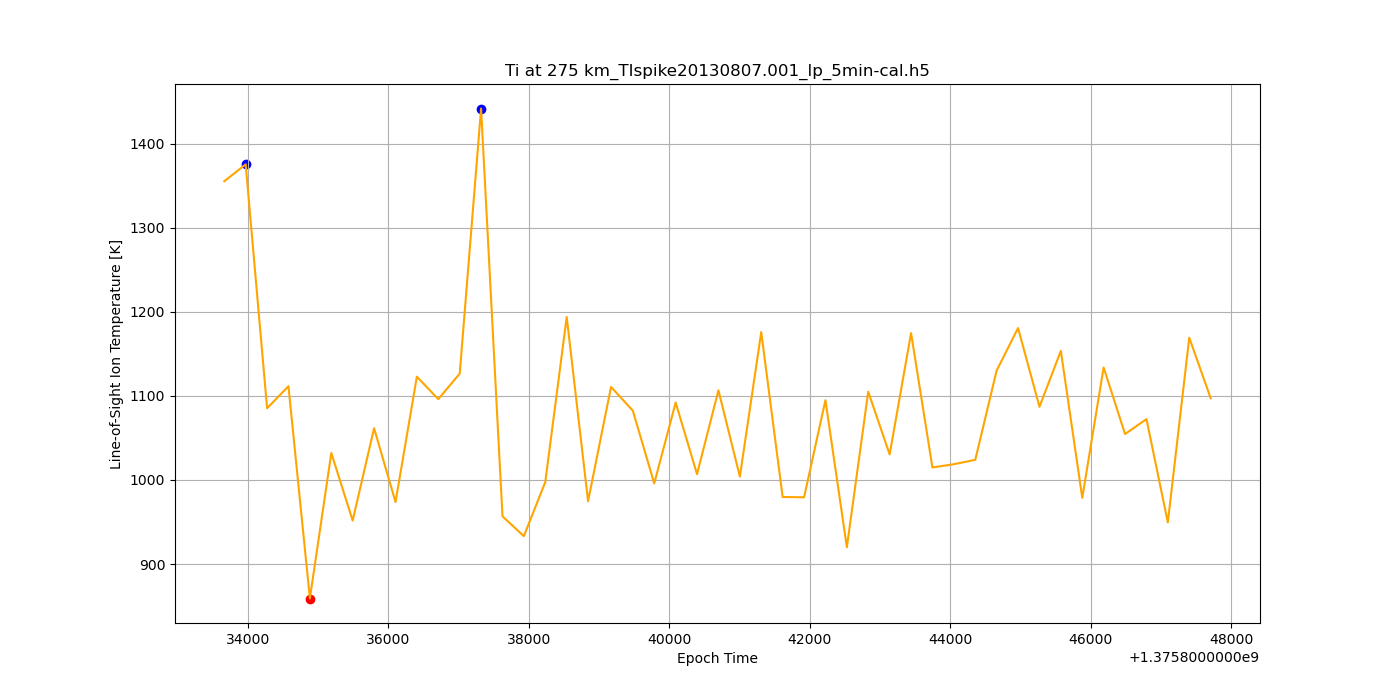 Ti at 275 km_TIspike20130807.001_lp_5min-cal.h5
Line-of-Sight Ion Temperature [K]
1400
1300
1200
1100
1000
900
34000 36000 38000 40000 42000 44000 46000 48000
Epoch Time
+1.3758000000e9